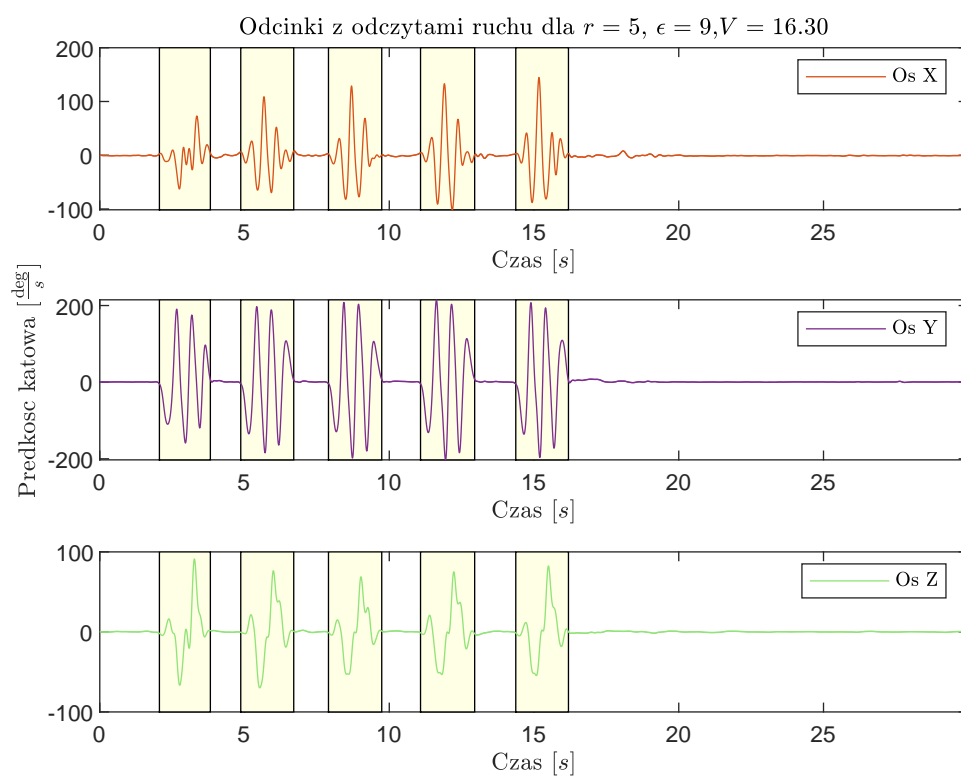 Odcinki z odczytami ruchu dla r = 5, ϵ = 9,V = 16.30
200
100
0
-100
Os X
0 5 10 15 20 25
Czas [s]
Predkosc katowa [deg/s]
200
0
-200
Os Y
0 5 10 15 20 25
Czas [s]
100
0
-100
Os Z
0 5 10 15 20 25
Czas [s]